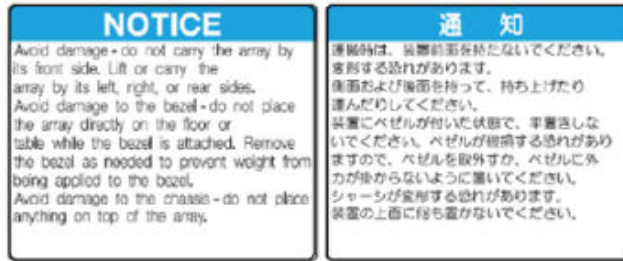 NOTICE
Avoid damage - do not carry the array by
its front side. Lift or carry the
array by its left, right, or rear sides.
Avoid damage to the bezel - do not place
the array directly on the floor or
table while the bezel is attached. Remove
the bezel as needed to prevent weight from
being applied to the bezel.
Avoid damage to the chassis - do not place
anything on top of the array.
通 知
運搬時は、装置前面を持たないでください。
変形する恐れがあります。
側面および後面を持って、持ち上げたり
運んだりしてください。
装置にベゼルが付いた状態で、平置きしな
いでください。ベゼルが破損する恐れがあり
ますので、ベゼルを取外すか、ベゼルに外
力が掛からないように置いてください。
シャーシが変形する恐れがあります。
装置の上面に何も置かないでください。